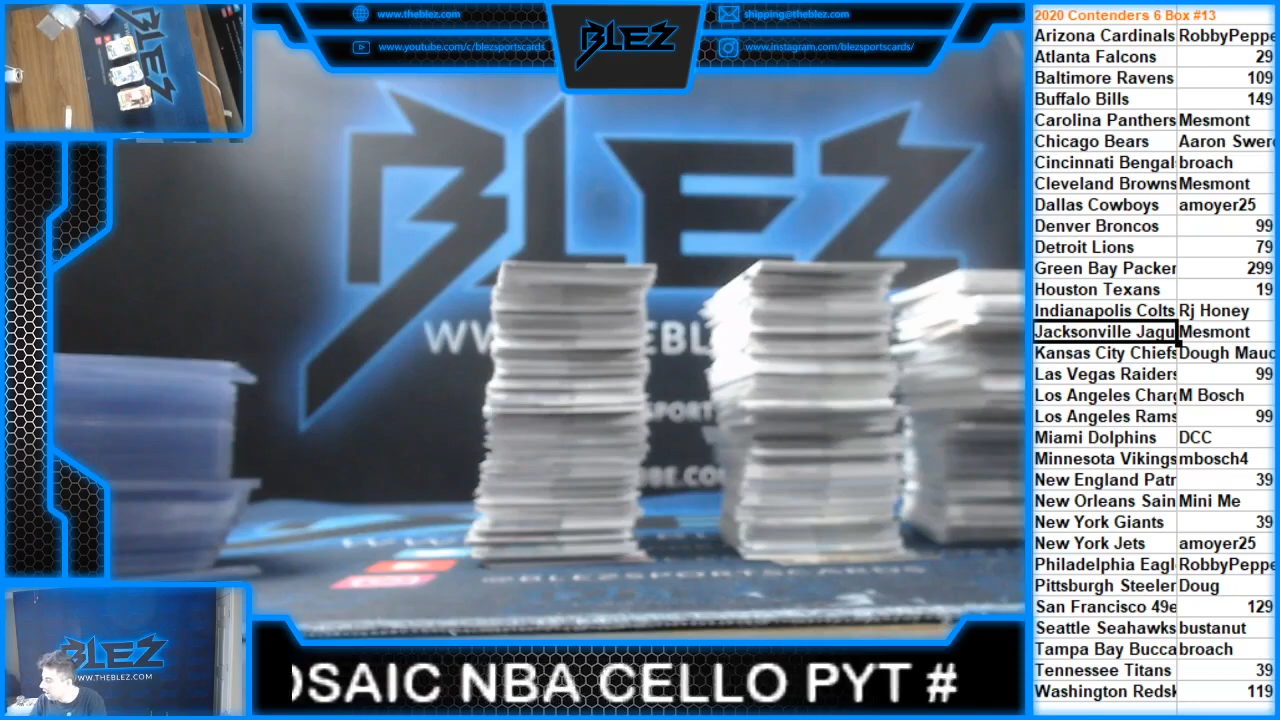 www.theblez.com
www.youtube.com/c/blezsportscards
BLEZ
shipping@theblez.com
www.instagram.com/blezsportscards/
BLEZ
@BLEZSPORTSCARDS
BLEZ
WWW.THEBLEZ.COM
OSAIC NBA CELLO PYT #
2020 Contenders 6 Box #13
Arizona Cardinals RobbyPeppe
Atlanta Falcons 29
Baltimore Ravens 109
Buffalo Bills 149
Carolina Panthers Mesmont
Chicago Bears Aaron Swerd
Cincinnati Bengal broach
Cleveland Browns Mesmont
Dallas Cowboys amoyer25
Denver Broncos 99
Detroit Lions 79
Green Bay Packer 299
Houston Texans 19
Indianapolis Colts Rj Honey
Jacksonville Jagu Mesmont
Kansas City Chiefs Dough Mauc
Las Vegas Raiders 99
Los Angeles Charg M Bosch
Los Angeles Rams 99
Miami Dolphins DCC
Minnesota Vikings mbosch4
New England Patr 39
New Orleans Sain Mini Me
New York Giants 39
New York Jets amoyer25
Philadelphia Eagl RobbyPeppe
Pittsburgh Steeler Doug
San Francisco 49e 129
Seattle Seahawks bustanut
Tampa Bay Bucca broach
Tennessee Titans 39
Washington Redsk 119